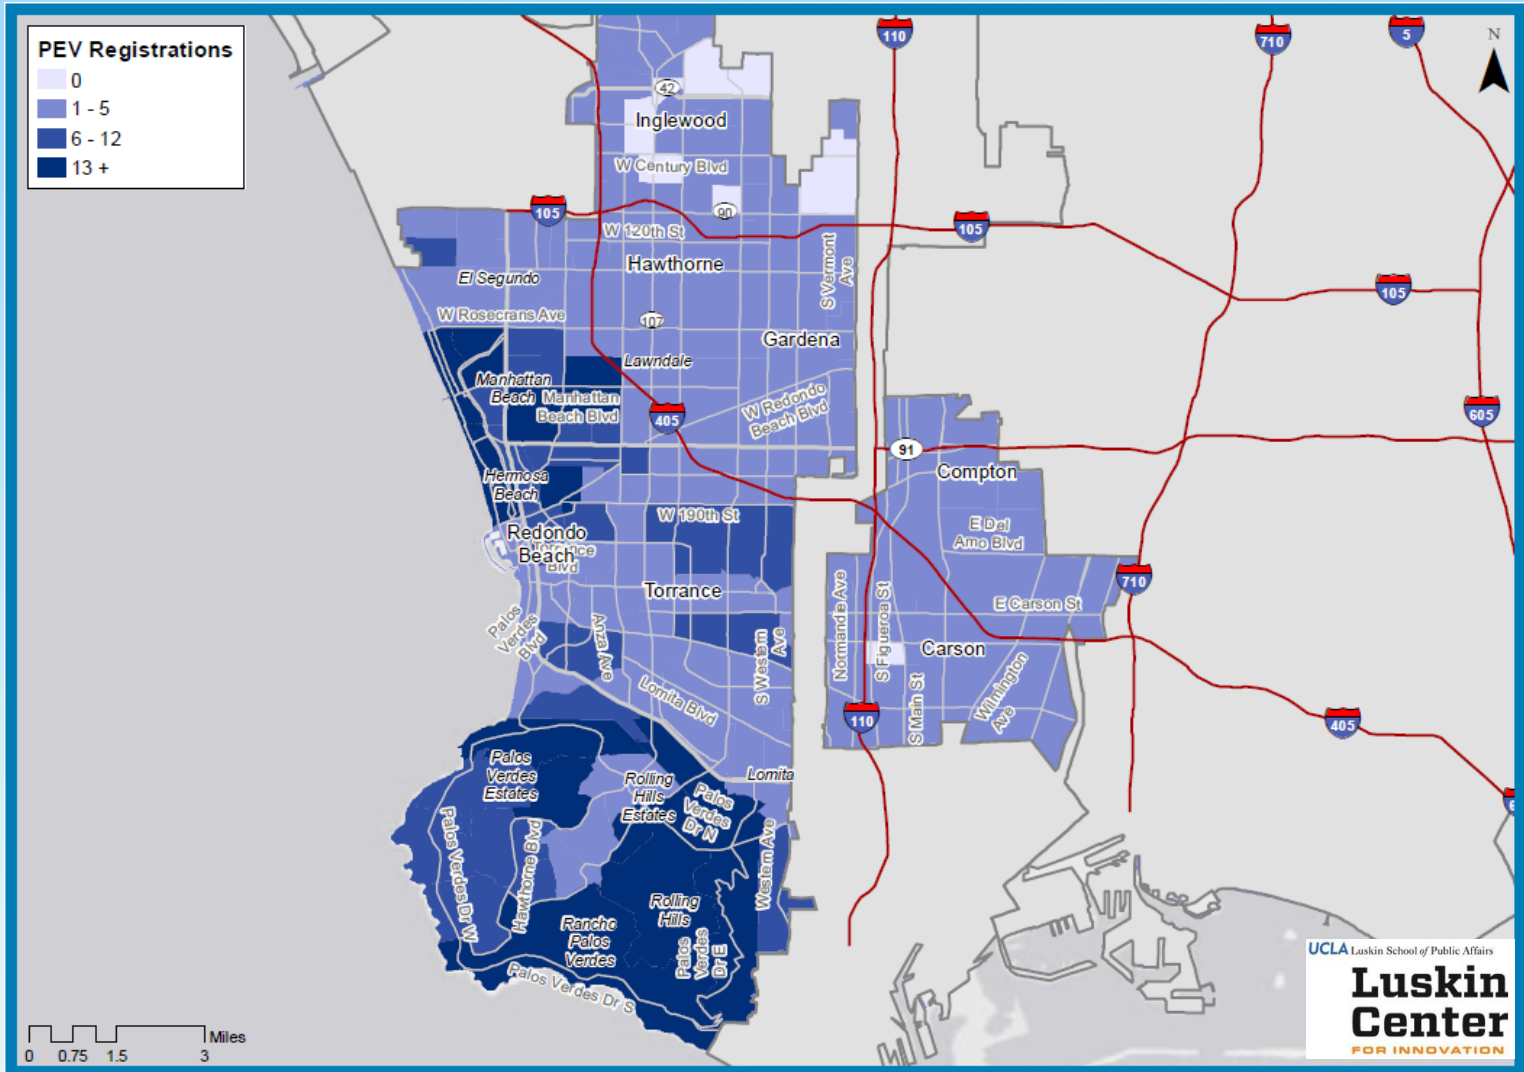 PEV Registrations
0
1 - 5
6 - 12
13 +
110
710
5
N
42
Inglewood
W Century Blvd
90
105
W 120th St
105
Hawthorne
S Vermont
Ave
El Segundo
105
W Rosecrans Ave
107
Gardena
Lawndale
Manhattan
Beach
Manhattan
Beach Blvd
W Redondo
Beach Blvd
405
605
91
Compton
Hermosa
Beach
W 190th St
E Del
Amo Blvd
Redondo
Beach
Torrance
Blvd
Torrance
710
Normandie Ave
S Figueroa St
E Carson St
Palos
Verdes
Blvd
Anza Ave
S Western
Ave
Carson
Lomita Blvd
S Main St
Wilmington
Ave
110
405
Palos
Verdes
Estates
Rolling
Hills
Estates
Lomita
Palos
Verdes
Dr N
Palos Verdes Dr W
Hawthorne Blvd
Western Ave
Rolling
Hills
Rancho
Palos
Verdes
Palos
Verdes
Dr E
Palos Verdes Dr S
UCLA Luskin School of Public Affairs
Luskin
Center
FOR INNOVATION
Miles
0 0.75 1.5 3